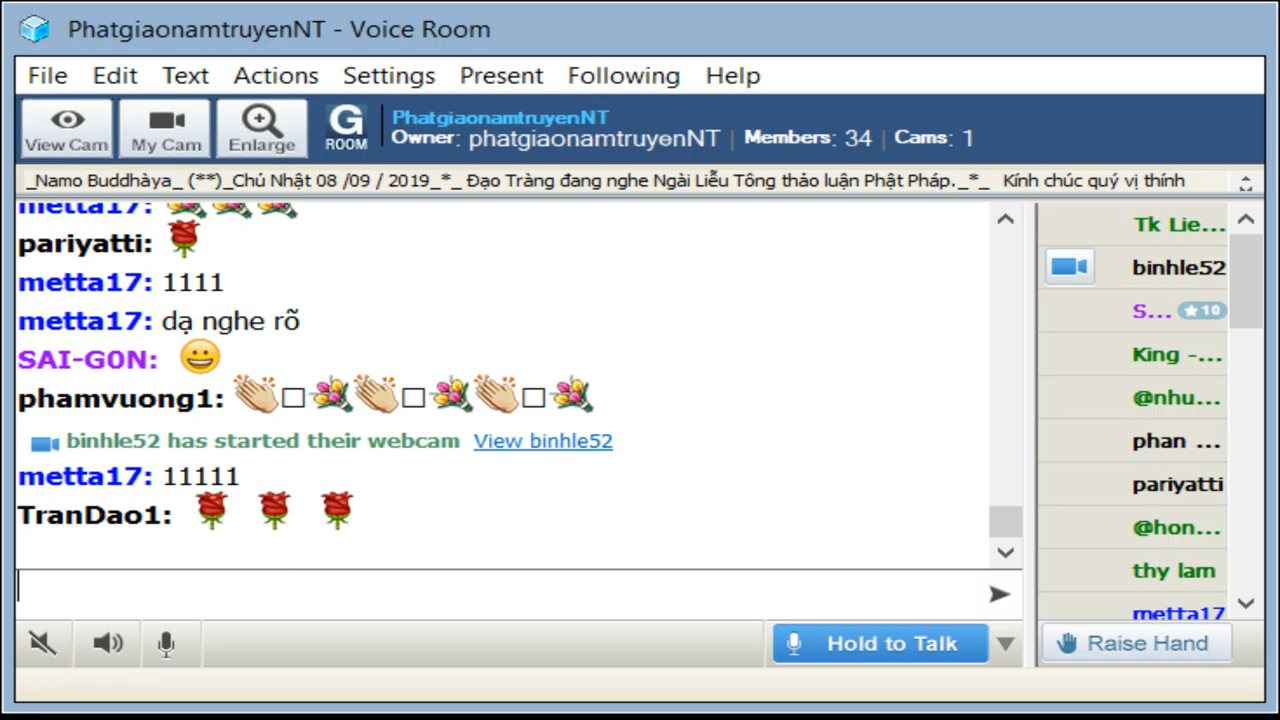 PhatgiaonamtruyenNT - Voice Room
File Edit Text Actions Settings Present Following Help
View Cam My Cam Enlarge G ROOM
PhatgiaonamtruyenNT
Owner: phatgiaonamtruyenNT | Members: 34 | Cams: 1
_Namo Buddhàya_ (**)_Chủ Nhật 08 /09 / 2019_*_ Đạo Tràng đang nghe Ngài Liễu Tông thảo luận Phật Pháp._*_ Kính chúc quý vị thính
metta17:
pariyatti:
metta17: 1111
metta17: dạ nghe rõ
SAI-G0N:
phamvuong1:
binhle52 has started their webcam View binhle52
metta17: 11111
TranDao1:
Tk Lie...
binhle52
S... 10
King -...
@nhu...
phan ...
pariyatti
@hon...
thy lam
metta17
Hold to Talk
Raise Hand